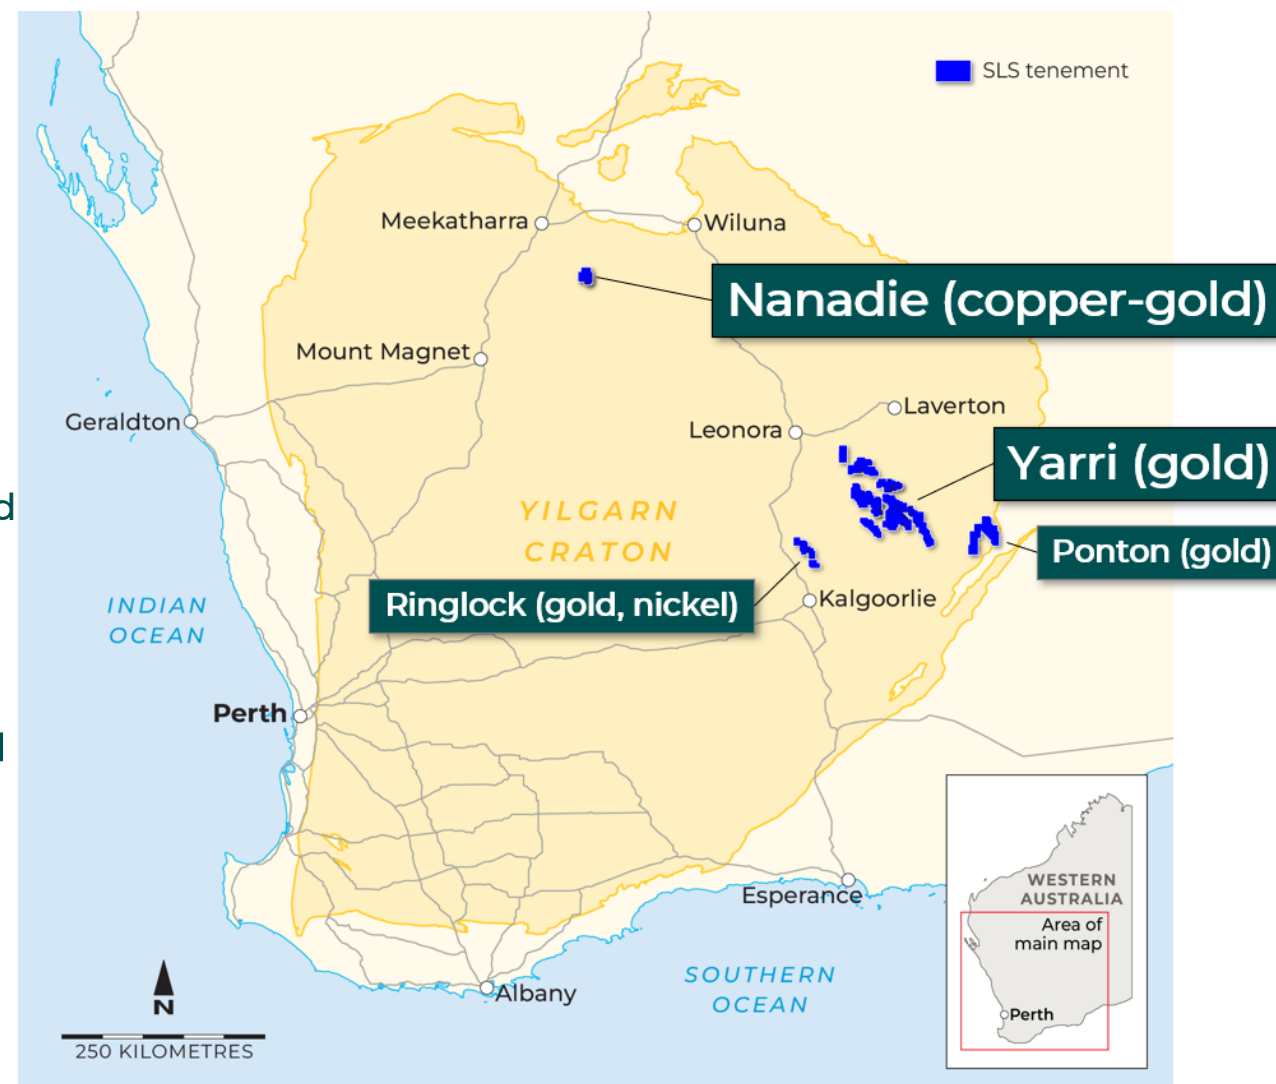 SLS tenement
Meekatharra
Wiluna
Nanadie (copper-gold)
Mount Magnet
Laverton
Geraldton
Leonora
Yarri (gold)
d
YILGARN
CRATON
Ponton (gold)
Ringlock (gold, nickel)
Kalgoorlie
INDIAN
OCEAN
Perth
WESTERN
AUSTRALIA
Esperance
Area of
main map
SOUTHERN
OCEAN
Albany
N
Perth
250 KILOMETRES